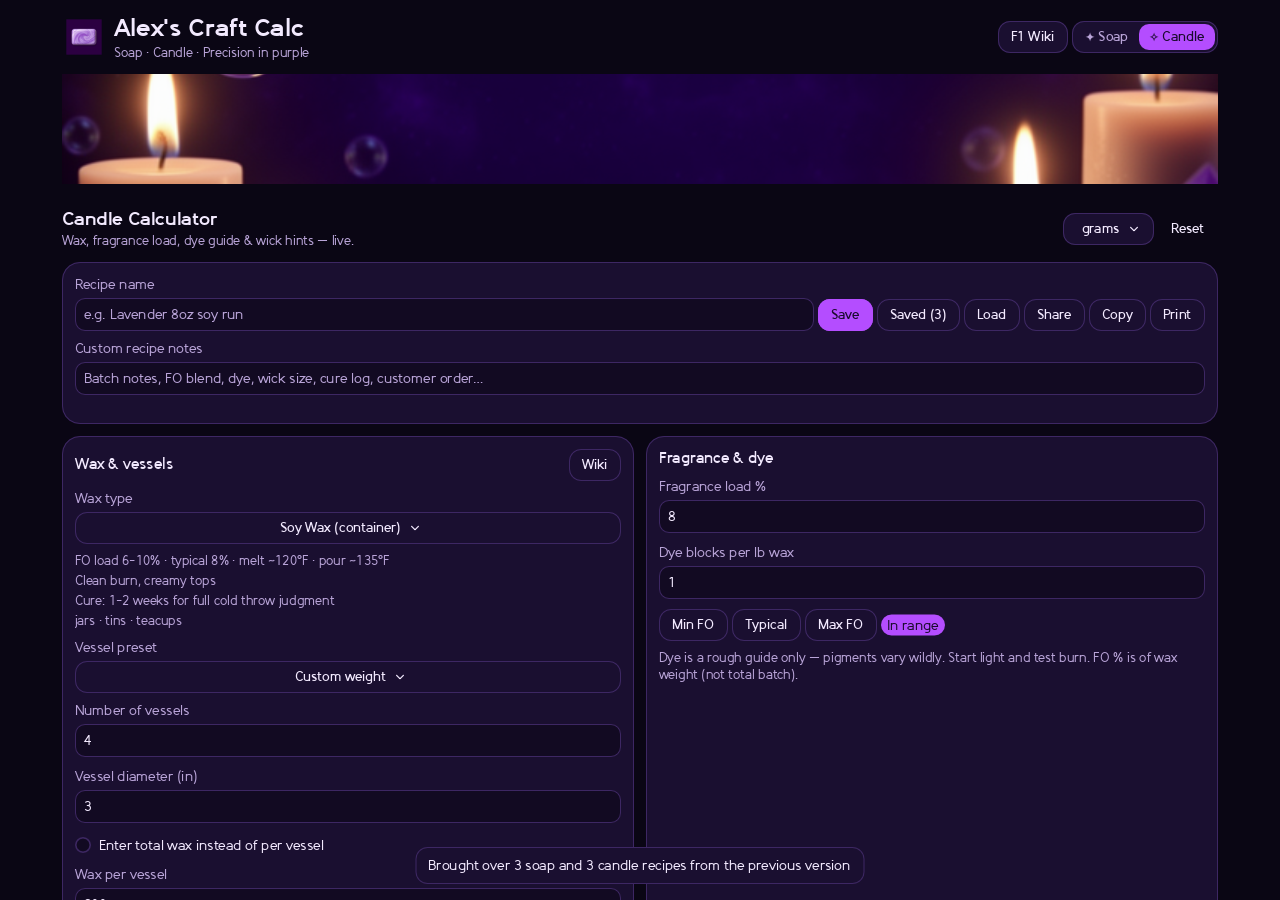 Alex's Craft Calc
Soap · Candle · Precision in purple
F1 Wiki
✦ Soap
✧ Candle
Candle Calculator
Wax, fragrance load, dye guide & wick hints — live.
grams
Reset
Recipe name
e.g. Lavender 8oz soy run
Save
Saved (3)
Load
Share
Copy
Print
Custom recipe notes
Batch notes, FO blend, dye, wick size, cure log, customer order…
Wax & vessels
Wiki
Wax type
Soy Wax (container)
FO load 6–10% · typical 8% · melt ~120°F · pour ~135°F
Clean burn, creamy tops
Cure: 1–2 weeks for full cold throw judgment
jars · tins · teacups
Vessel preset
Custom weight
Number of vessels
4
Vessel diameter (in)
3
Enter total wax instead of per vessel
Wax per vessel
Fragrance & dye
Fragrance load %
8
Dye blocks per lb wax
1
Min FO
Typical
Max FO
In range
Dye is a rough guide only — pigments vary wildly. Start light and test burn. FO % is of wax
weight (not total batch).
Brought over 3 soap and 3 candle recipes from the previous version